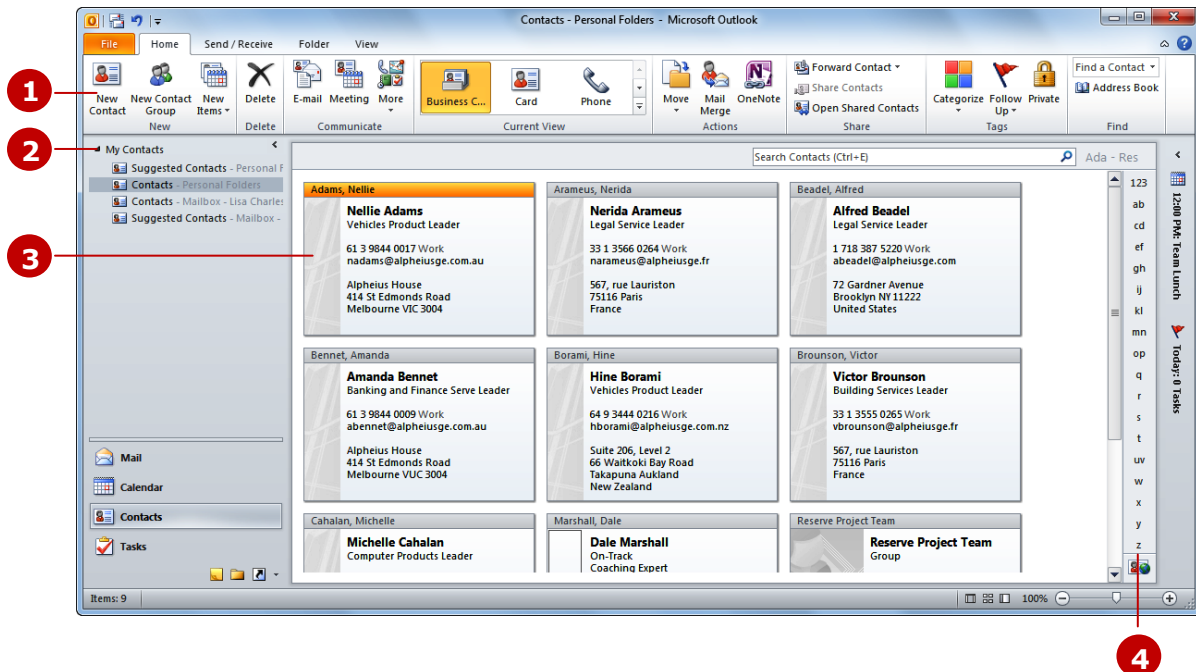 Contacts - Personal Folders - Microsoft Outlook
File Home Send / Receive Folder View
New Contact
New Contact Group
New Items
Delete
E-mail
Meeting
More
Business C...
Card
Phone
Move
Mail Merge
OneNote
Forward Contact
Share Contacts
Open Shared Contacts
Categorize
Follow Up
Private
Find a Contact
Address Book
New Delete Communicate Current View Actions Share Tags Find
1
2
3
4
My Contacts
Suggested Contacts - Personal F
Contacts - Personal Folders
Contacts - Mailbox - Lisa Charles
Suggested Contacts - Mailbox -
Mail
Calendar
Contacts
Tasks
Search Contacts (Ctrl+E)
Ada - Res
Adams, Nellie
Nellie Adams
Vehicles Product Leader
61 3 9844 0017 Work
nadams@alpheiusge.com.au
Alpheius House
414 St Edmonds Road
Melbourne VIC 3004
Arameus, Nerida
Nerida Arameus
Legal Service Leader
33 1 3566 0264 Work
narameus@alpheiusge.fr
567, rue Lauriston
75116 Paris
France
Beadel, Alfred
Alfred Beadel
Legal Service Leader
1 718 387 5220 Work
abeadel@alpheiusge.com
72 Gardner Avenue
Brooklyn NY 11222
United States
Bennet, Amanda
Amanda Bennet
Banking and Finance Serve Leader
61 3 9844 0009 Work
abennet@alpheiusge.com.au
Alpheius House
414 St Edmonds Road
Melbourne VUC 3004
Borami, Hine
Hine Borami
Vehicles Product Leader
64 9 3444 0216 Work
hborami@alpheiusge.com.nz
Suite 206, Level 2
66 Waitkoki Bay Road
Takapuna Aukland
New Zealand
Brounson, Victor
Victor Brounson
Building Services Leader
33 1 3555 0265 Work
vbrounson@alpheiusge.fr
567, rue Lauriston
75116 Paris
France
Cahalan, Michelle
Michelle Cahalan
Computer Products Leader
Marshall, Dale
Dale Marshall
On-Track
Coaching Expert
Reserve Project Team
Reserve Project Team
Group
123
ab
cd
ef
gh
ij
kl
mn
op
q
r
s
t
uv
w
x
y
z
12:00 PM: Team Lunch
Today: 0 Tasks
Items: 9
100%